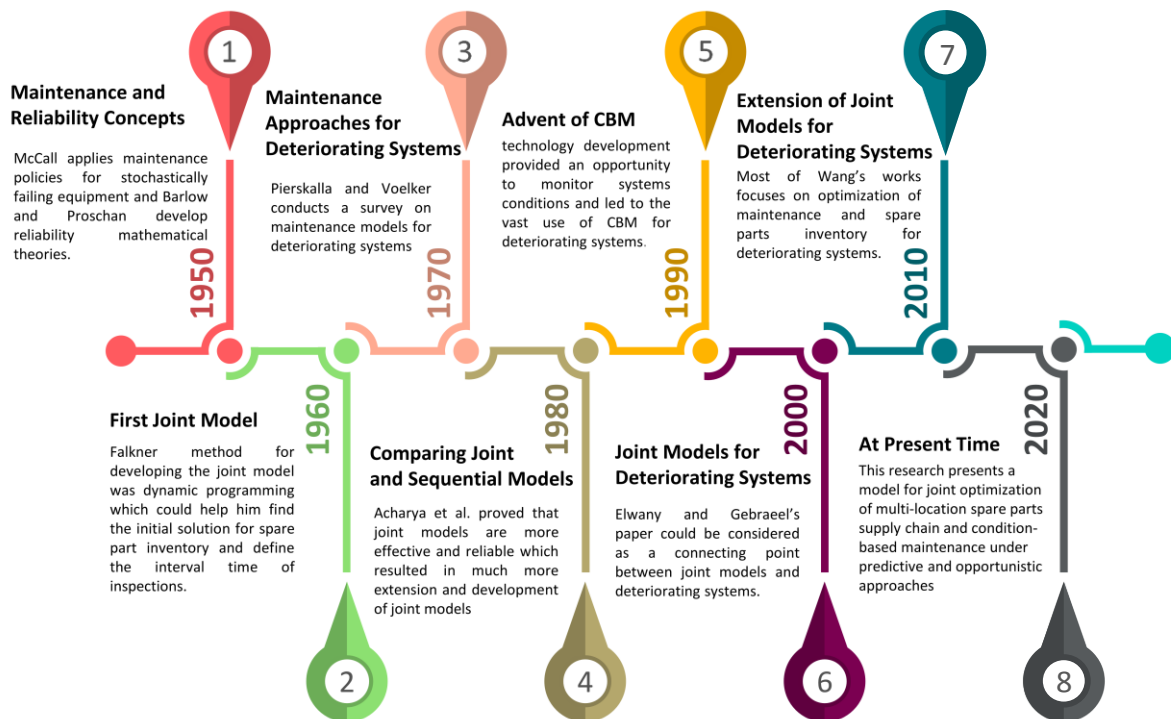 1
Maintenance and
Reliability Concepts
McCall applies maintenance
policies for stochastically
failing equipment and Barlow
and Proschan develop
reliability mathematical
theories.
1950
2
First Joint Model
Falkner method for
developing the joint model
was dynamic programming
which could help him find
the initial solution for spare
part inventory and define
the interval time of
inspections.
1960
3
Maintenance
Approaches for
Deteriorating Systems
Pierskalla and Voelker
conducts a survey on
maintenance models for
deteriorating systems
1970
4
Comparing Joint
and Sequential Models
Acharya et al. proved that
joint models are more
effective and reliable which
resulted in much more
extension and development
of joint models
1980
5
Advent of CBM
technology development
provided an opportunity
to monitor systems
conditions and led to the
vast use of CBM for
deteriorating systems.
1990
6
Joint Models for
Deteriorating Systems
Elwany and Gebraeel’s
paper could be considered
as a connecting point
between joint models and
deteriorating systems.
2000
7
Extension of Joint
Models for
Deteriorating Systems
Most of Wang’s works
focuses on optimization of
maintenance and spare
parts inventory for
deteriorating systems.
2010
8
At Present Time
This research presents a
model for joint optimization
of multi-location spare parts
supply chain and condition-
based maintenance under
predictive and opportunistic
approaches
2020